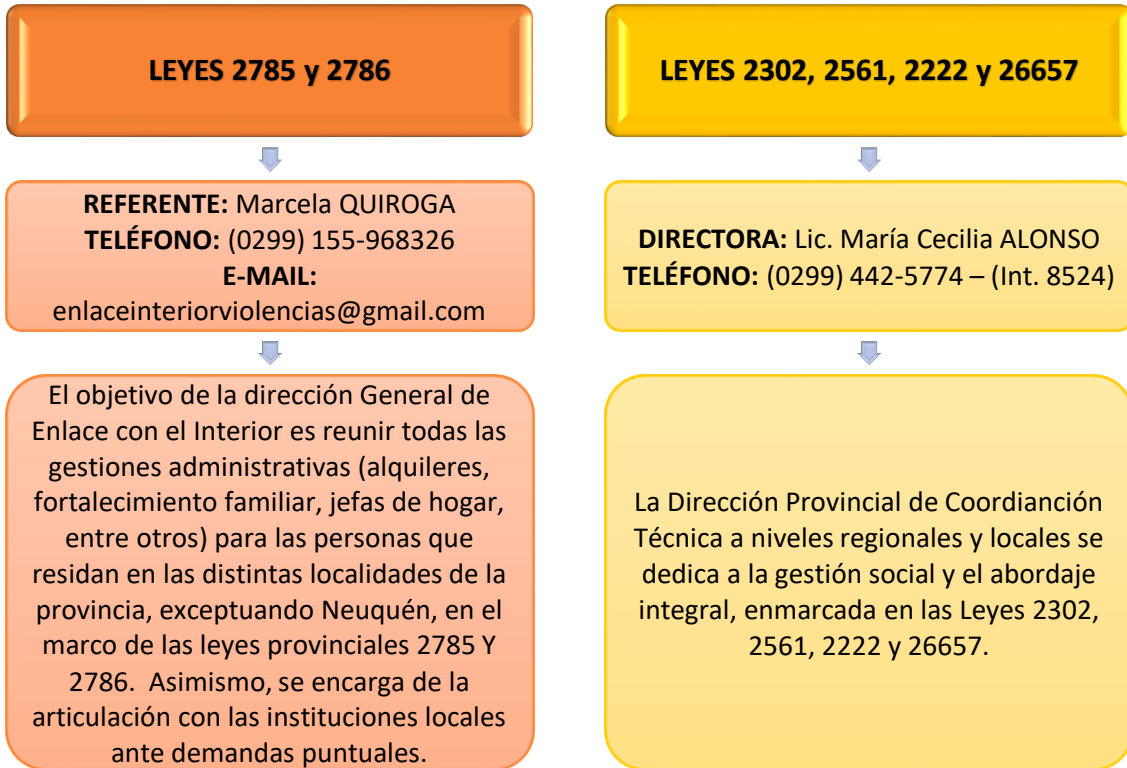 LEYES 2785 y 2786
REFERENTE: Marcela QUIROGA
TELÉFONO: (0299) 155-968326
E-MAIL:
enlaceinteriorviolencias@gmail.com
El objetivo de la dirección General de
Enlace con el Interior es reunir todas las
gestiones administrativas (alquileres,
fortalecimiento familiar, jefas de hogar,
entre otros) para las personas que
residan en las distintas localidades de la
provincia, exceptuando Neuquén, en el
marco de las leyes provinciales 2785 Y
2786.  Asimismo, se encarga de la
articulación con las instituciones locales
ante demandas puntuales.
LEYES 2302, 2561, 2222 y 26657
DIRECTORA: Lic. María Cecilia ALONSO
TELÉFONO: (0299) 442-5774 – (Int. 8524)
La Dirección Provincial de Coordianción
Técnica a niveles regionales y locales se
dedica a la gestión social y el abordaje
integral, enmarcada en las Leyes 2302,
2561, 2222 y 26657.